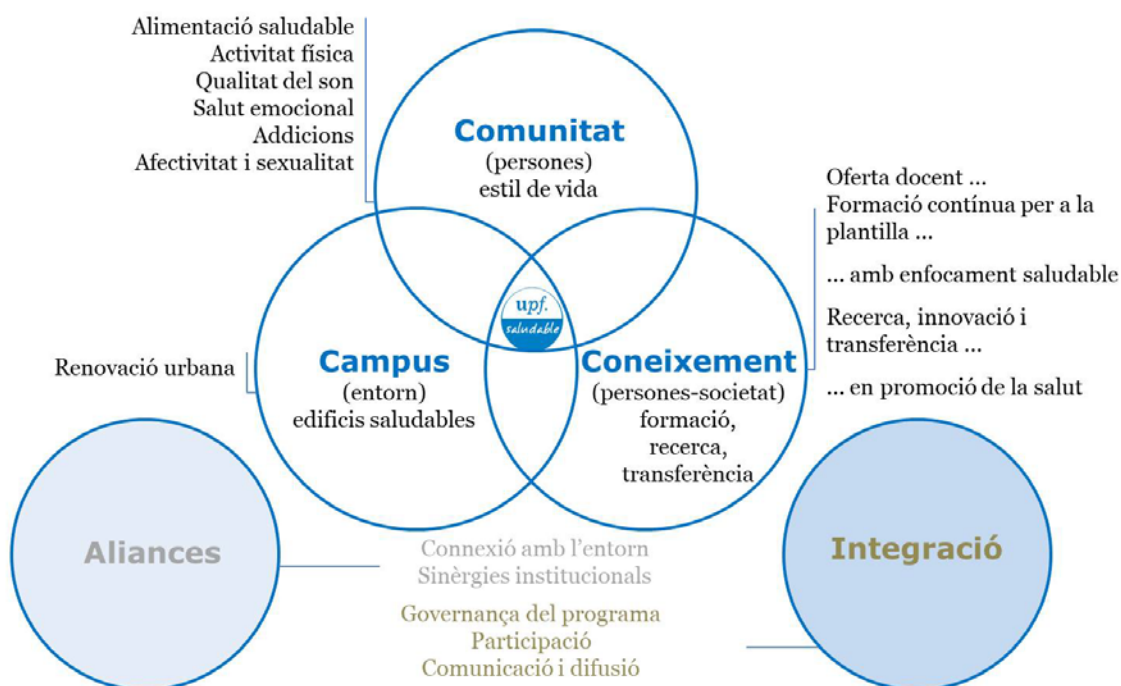 Alimentació saludable
Activitat física
Qualitat del son
Salut emocional
Addicions
Afectivitat i sexualitat
Comunitat
(persones)
estil de vida
Oferta docent ...
Formació contínua per a la
plantilla ...
... amb enfocament saludable
Recerca, innovació i
transferència ...
... en promoció de la salut
upf.
saludable
Renovació urbana
Campus
(entorn)
edificis saludables
Coneixement
(persones-societat)
formació,
recerca,
transferència
Aliances
Connexió amb l'entorn
Sinèrgies institucionals
Integració
Governança del programa
Participació
Comunicació i difusió